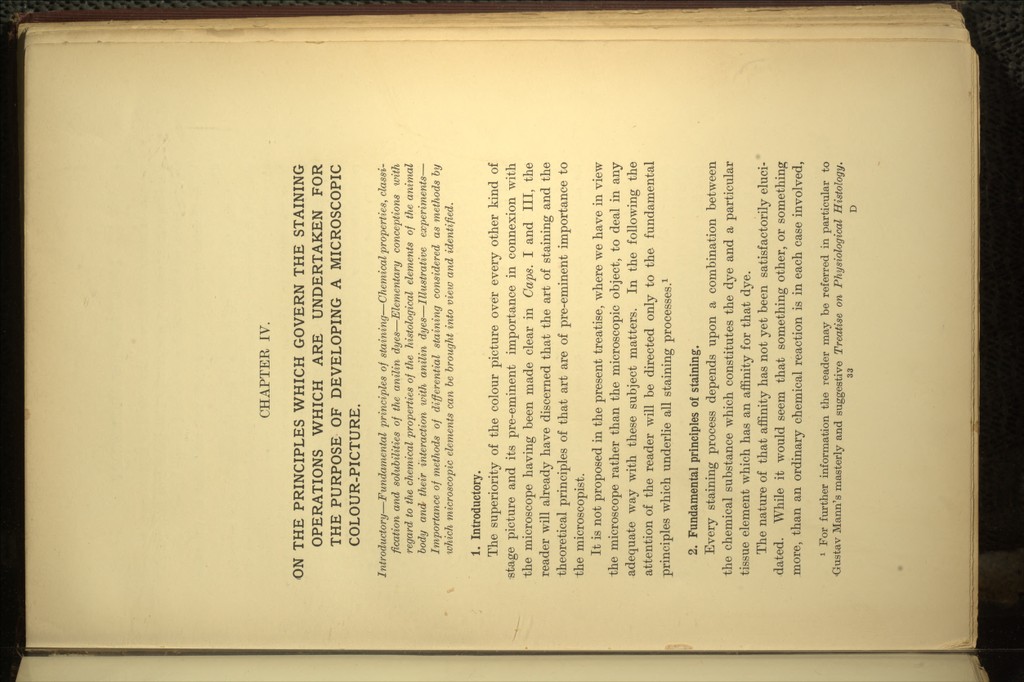 CHAPTER IV.
ON THE PRINCIPLES WHICH GOVERN THE STAINING
OPERATIONS WHICH ARE UNDERTAKEN FOR
THE PURPOSE OF DEVELOPING A MICROSCOPIC
COLOUR-PICTURE.
Introductory—Fundamental principles of staining—Chemical properties, classi-
fication and solubilities of the anilin dyes—Elementary conceptions with
regard to the chemical properties of the histological elements of the animal
body and their interaction with anilin dyes—Illustrative experiments—
Importance of methods of differential staining considered as methods by
which microscopic elements can be brought into view and identified.
1. Introductory.
The superiority of the colour picture over every other kind of
stage picture and its pre-eminent importance in connexion with
the microscope having been made clear in Caps. I and III, the
reader will already have discerned that the art of staining and the
theoretical principles of that art are of pre-eminent importance to
the microscopist.
It is not proposed in the present treatise, where we have in view
the microscope rather than the microscopic object, to deal in any
adequate way with these subject matters. In the following the
attention of the reader will be directed only to the fundamental
principles which underlie all staining processes.¹
2. Fundamental principles of staining.
Every staining process depends upon a combination between
the chemical substance which constitutes the dye and a particular
tissue element which has an affinity for that dye.
The nature of that affinity has not yet been satisfactorily eluci-
dated. While it would seem that something other, or something
more, than an ordinary chemical reaction is in each case involved,
¹ For further information the reader may be referred in particular to
Gustav Mann's masterly and suggestive Treatise on Physiological Histology.
33 D